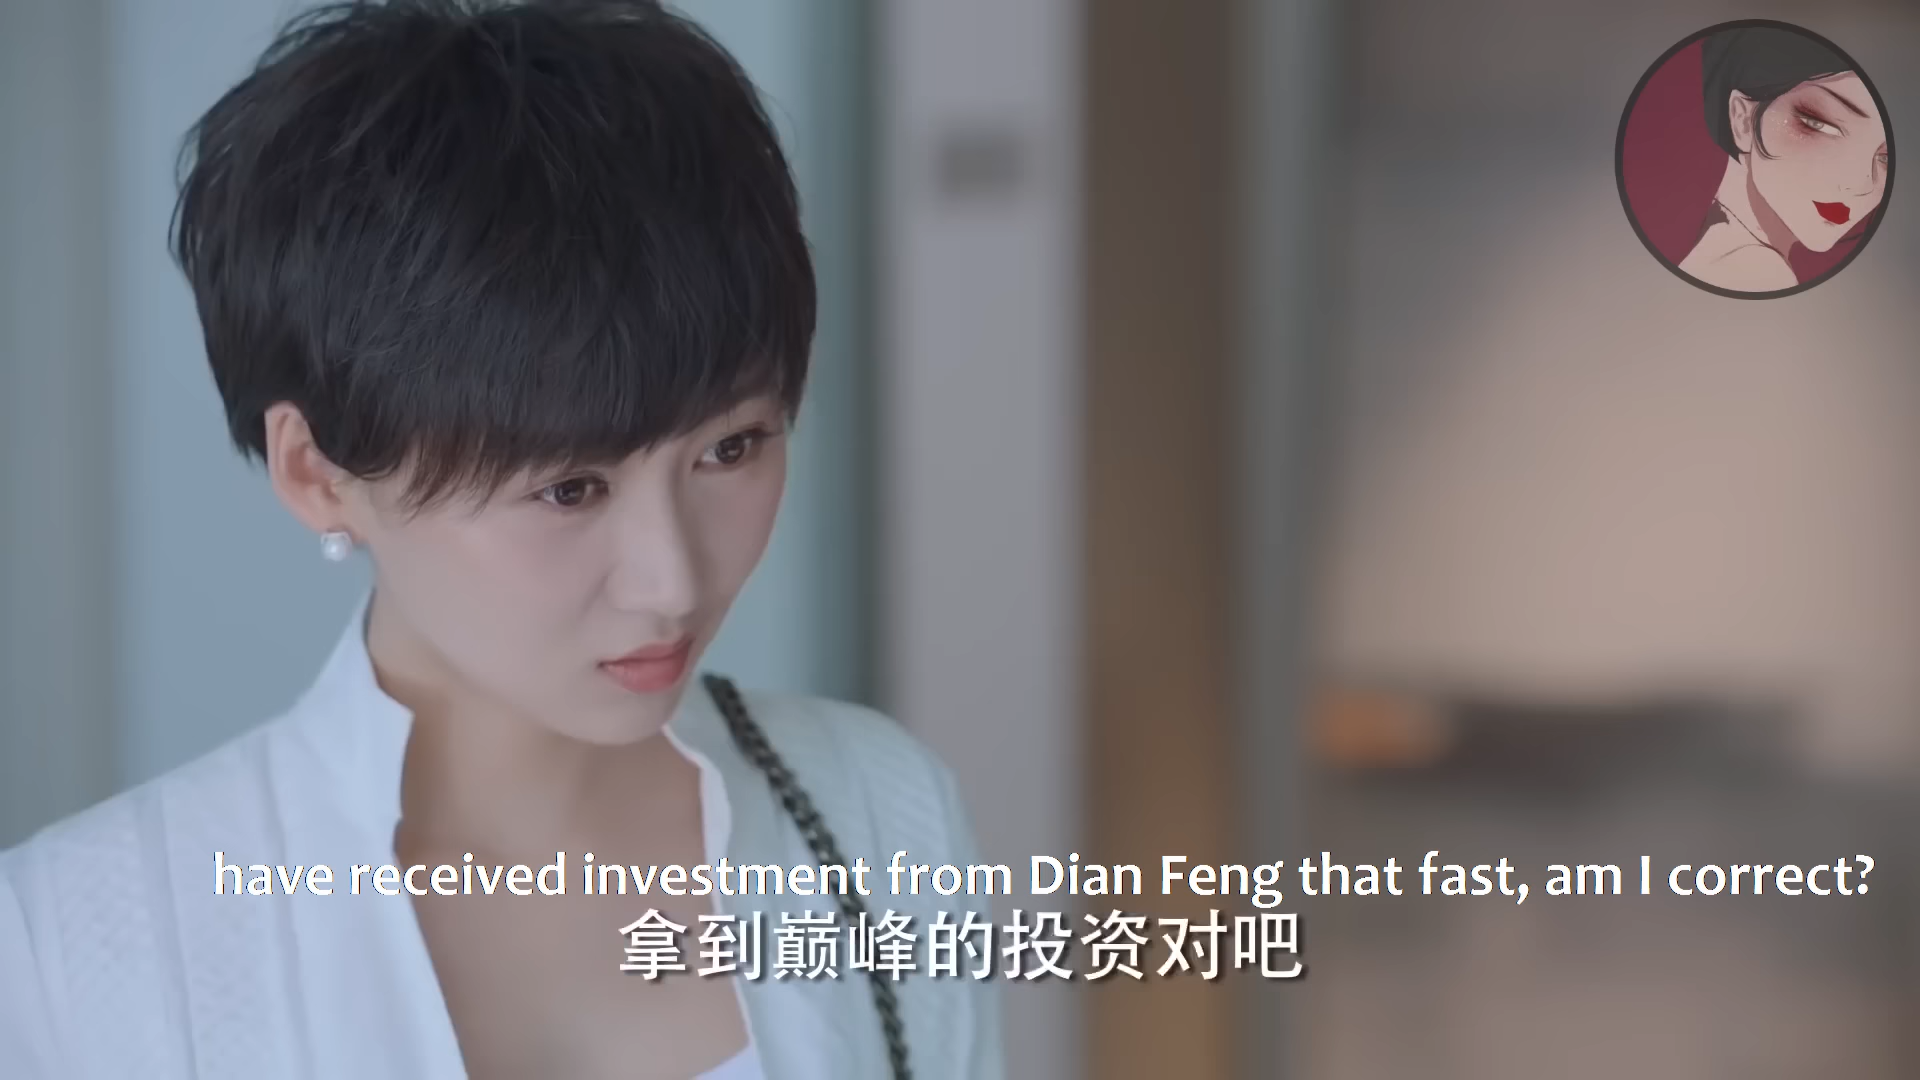 have received investment from Dian Feng that fast, am I correct?
拿到巅峰的投资对吧